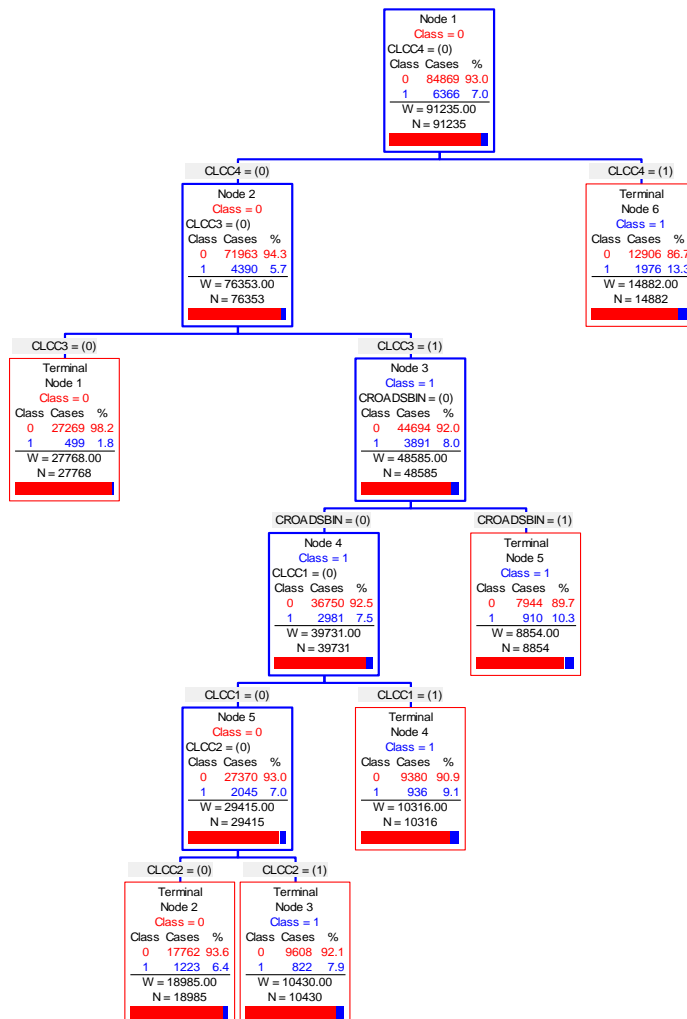 Node 1
Class = 0
CLCC4 = (0)
Class Cases %
0 84869 93.0
1 6366 7.0
W = 91235.00
N = 91235
CLCC4 = (0)
CLCC4 = (1)
Node 2
Class = 0
CLCC3 = (0)
Class Cases %
0 71963 94.3
1 4390 5.7
W = 76353.00
N = 76353
Terminal
Node 6
Class = 1
Class Cases %
0 12906 86.7
1 1976 13.3
W = 14882.00
N = 14882
CLCC3 = (0)
CLCC3 = (1)
Terminal
Node 1
Class = 0
Class Cases %
0 27269 98.2
1 499 1.8
W = 27768.00
N = 27768
Node 3
Class = 1
CROADSBIN = (0)
Class Cases %
0 44694 92.0
1 3891 8.0
W = 48585.00
N = 48585
CROADSBIN = (0)
CROADSBIN = (1)
Node 4
Class = 1
CLCC1 = (0)
Class Cases %
0 36750 92.5
1 2981 7.5
W = 39731.00
N = 39731
Terminal
Node 5
Class = 1
Class Cases %
0 7944 89.7
1 910 10.3
W = 8854.00
N = 8854
CLCC1 = (0)
CLCC1 = (1)
Node 5
Class = 0
CLCC2 = (0)
Class Cases %
0 27370 93.0
1 2045 7.0
W = 29415.00
N = 29415
Terminal
Node 4
Class = 1
Class Cases %
0 9380 90.9
1 936 9.1
W = 10316.00
N = 10316
CLCC2 = (0)
CLCC2 = (1)
Terminal
Node 2
Class = 0
Class Cases %
0 17762 93.6
1 1223 6.4
W = 18985.00
N = 18985
Terminal
Node 3
Class = 1
Class Cases %
0 9608 92.1
1 822 7.9
W = 10430.00
N = 10430